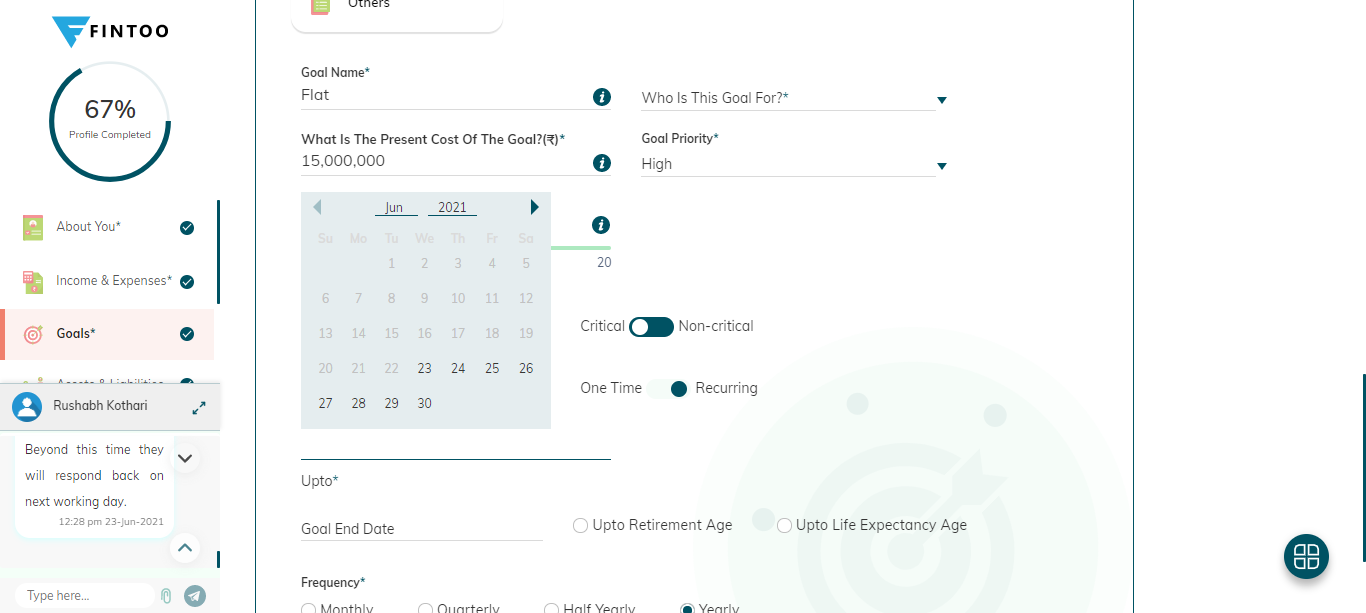 FINTOO
67%
Profile Completed
About You*
Income & Expenses*
Goals*
Assets & Liabilities
Rushabh Kothari
Beyond this time they
will respond back on
next working day.
12:28 pm 23-Jun-2021
Type here...
Others
Goal Name*
Flat
Who Is This Goal For?*
What Is The Present Cost Of The Goal?(₹)*
15,000,000
Goal Priority*
High
Jun 2021
Su Mo Tu We Th Fr Sa
1 2 3 4 5
6 7 8 9 10 11 12
13 14 15 16 17 18 19
20 21 22 23 24 25 26
27 28 29 30
20
Critical Non-critical
One Time Recurring
Upto*
Goal End Date
Upto Retirement Age
Upto Life Expectancy Age
Frequency*
Monthly Quarterly Half Yearly Yearly